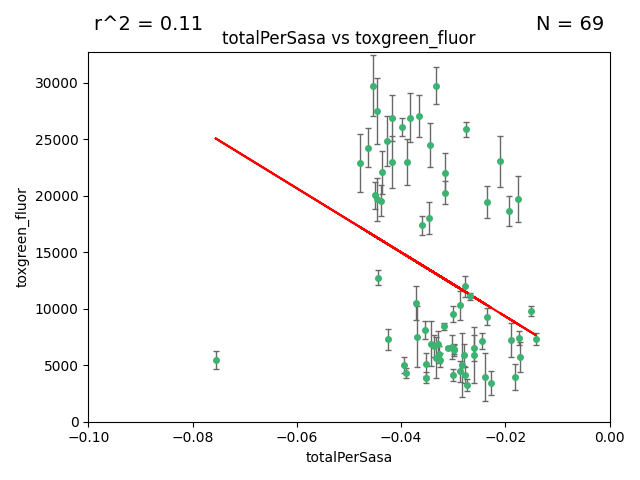 r^2 = 0.11
N = 69
totalPerSasa vs toxgreen_fluor
toxgreen_fluor
30000
25000
20000
15000
10000
5000
0
−0.10
−0.08
−0.06
−0.04
−0.02
0.00
totalPerSasa